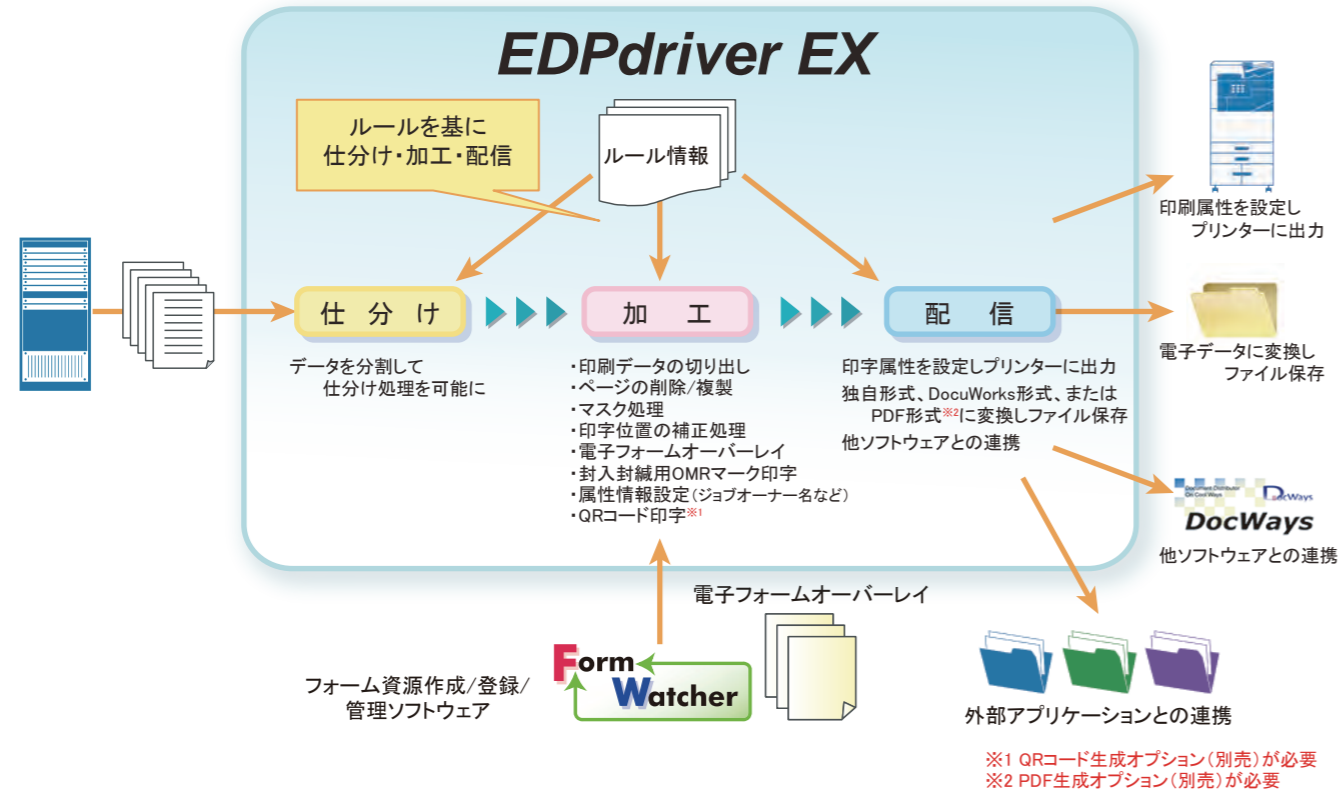 EDPdriver EX
ルールを基に
仕分け・加工・配信
ルール情報
仕 分 け
加 工
配 信
データを分割して
仕分け処理を可能に
・印刷データの切り出し
・ページの削除/複製
・マスク処理
・印字位置の補正処理
・電子フォームオーバーレイ
・封入封緘用OMRマーク印字
・属性情報設定（ジョブオーナー名など）
・QRコード印字※1
印字属性を設定しプリンターに出力
独自形式、DocuWorks形式、または
PDF形式※2に変換しファイル保存
他ソフトウェアとの連携
印刷属性を設定し
プリンターに出力
電子データに変換し
ファイル保存
Document Distributor
On Cool Ways
DocWays
DocWays
他ソフトウェアとの連携
電子フォームオーバーレイ
フォーム資源作成/登録/
管理ソフトウェア
Form
Watcher
外部アプリケーションとの連携
※1 QRコード生成オプション（別売）が必要
※2 PDF生成オプション（別売）が必要